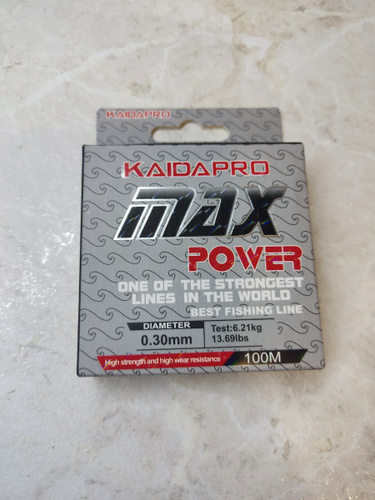 KAIDAPRO
KAIDAPRO
max
POWER
ONE OF THE STRONGEST
LINES IN THE WORLD
BEST FISHING LINE
DIAMETER
0.30mm
Test:6.21kg
13.69lbs
High strength and high wear resistance
100M